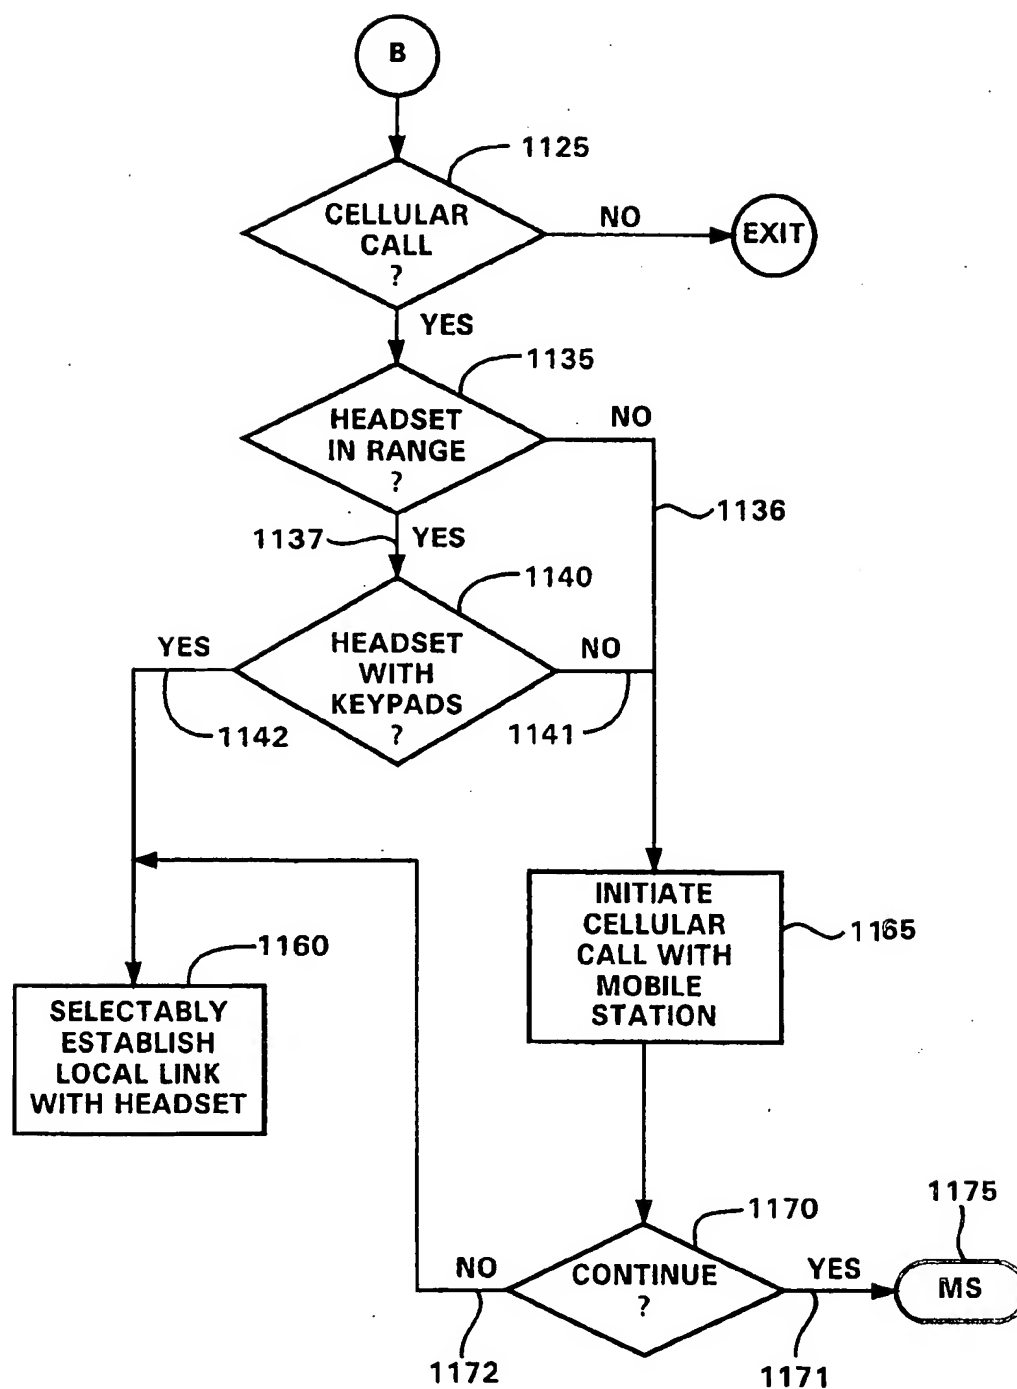 B
1125
CELLULAR
CALL
?
NO
EXIT
YES
1135
HEADSET
IN RANGE
?
NO
1136
1137
YES
1140
HEADSET
WITH
KEYPADS
?
YES
NO
1142
1141
INITIATE
CELLULAR
CALL WITH
MOBILE
STATION
1165
1160
SELECTABLY
ESTABLISH
LOCAL LINK
WITH HEADSET
1170
1175
CONTINUE
?
NO
YES
MS
1172
1171